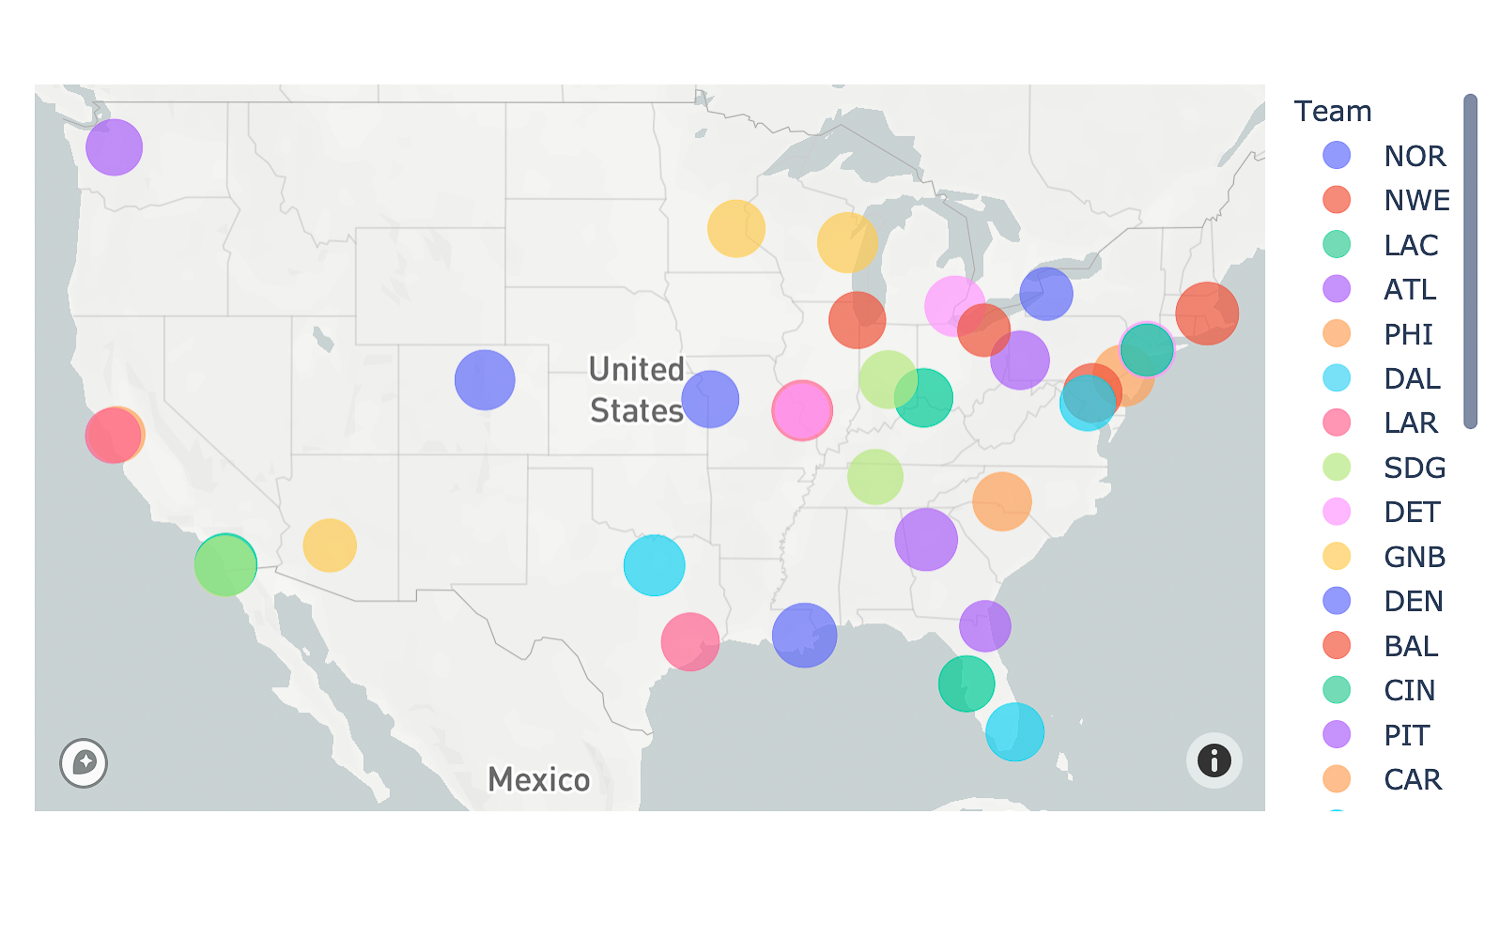 United
States
Mexico
Team
NOR
NWE
LAC
ATL
PHI
DAL
LAR
SDG
DET
GNB
DEN
BAL
CIN
PIT
CAR